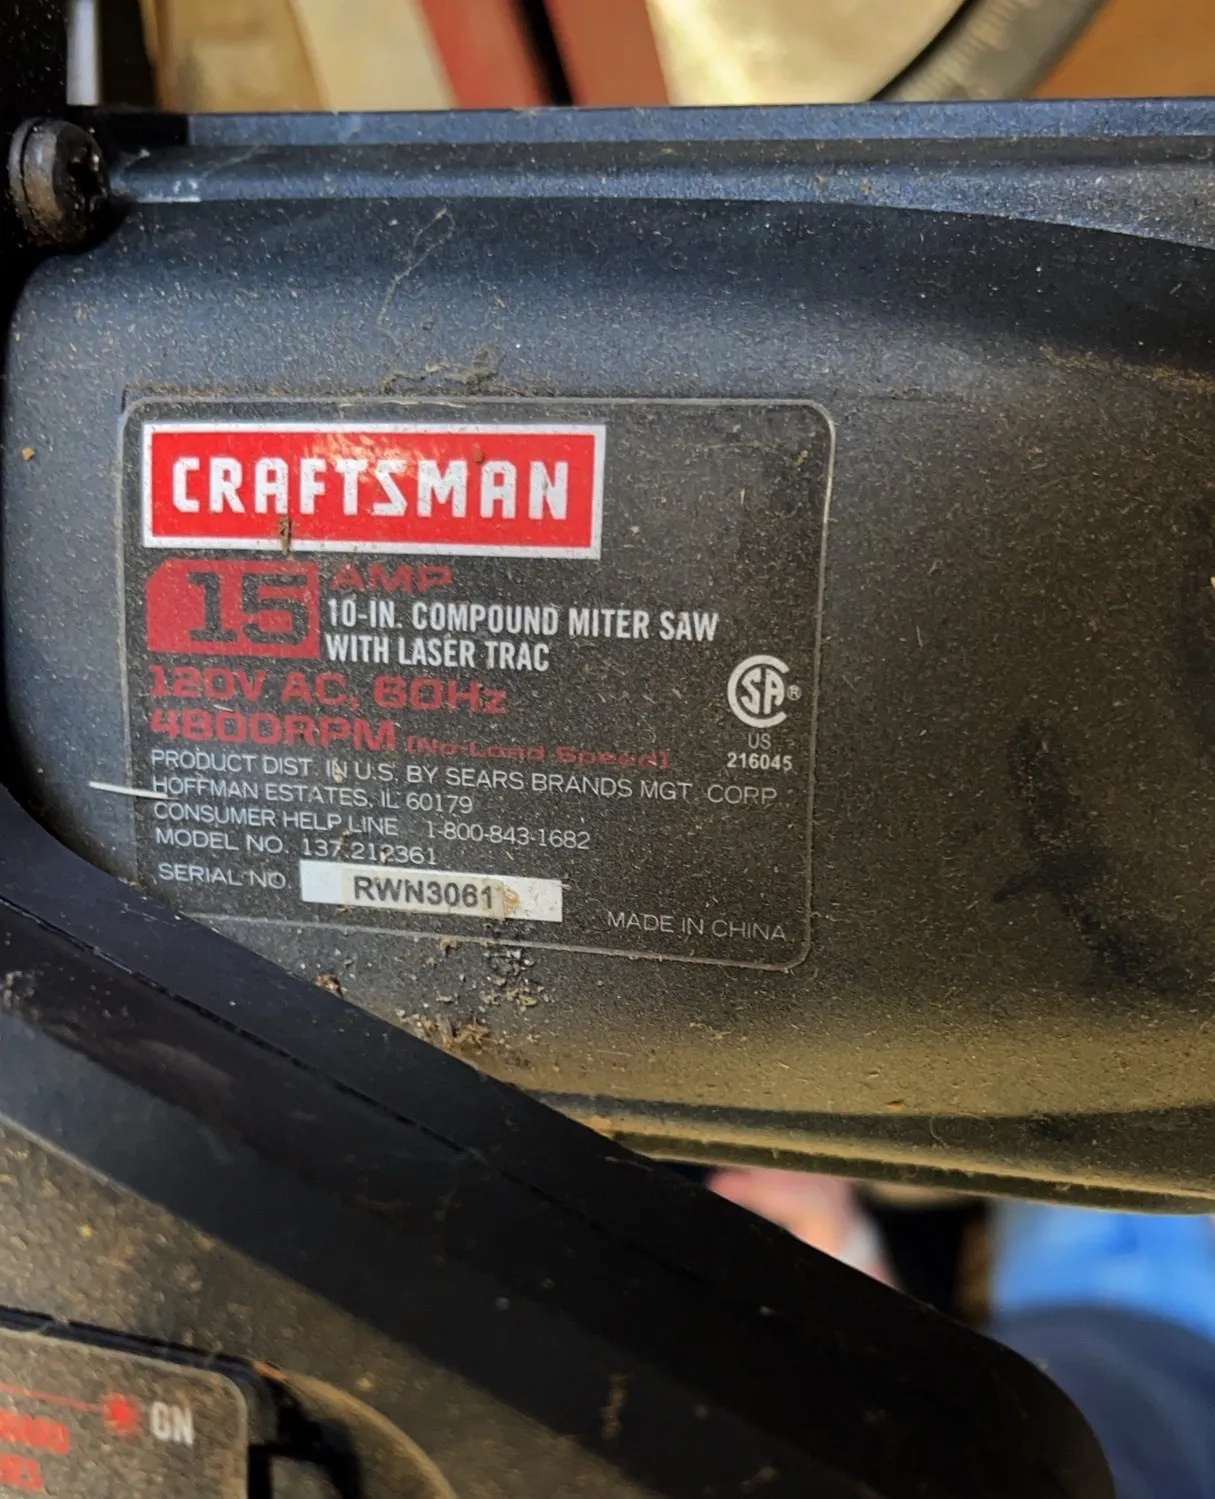 CRAFTSMAN
15 AMP
10-IN. COMPOUND MITER SAW
WITH LASER TRAC
120V AC, 60Hz
4800RPM (No-Load Speed)
SA®
US
216045
PRODUCT DIST. IN U.S. BY SEARS BRANDS MGT. CORP
HOFFMAN ESTATES, IL 60179
CONSUMER HELP LINE 1-800-843-1682
MODEL NO. 137.212361
SERIAL NO. RWN3061
MADE IN CHINA
ON